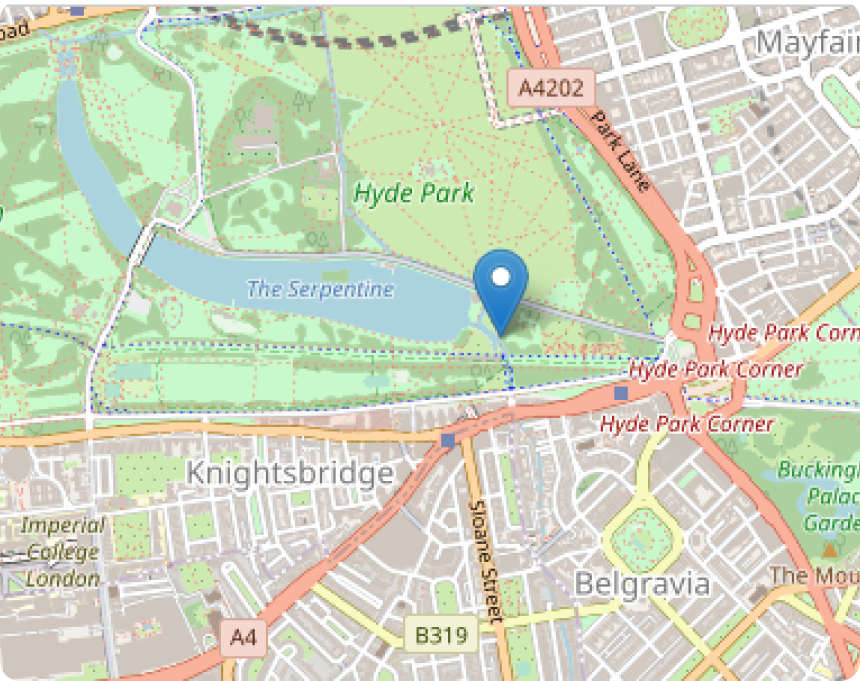 oad
Mayfair
A4202
Park Lane
Hyde Park
The Serpentine
Hyde Park Corn
Hyde Park Corner
Hyde Park Corner
Knightsbridge
Buckingh
Palac
Garde
Imperial
College
London
Sloane Street
Belgravia
The Mou
A4
B319